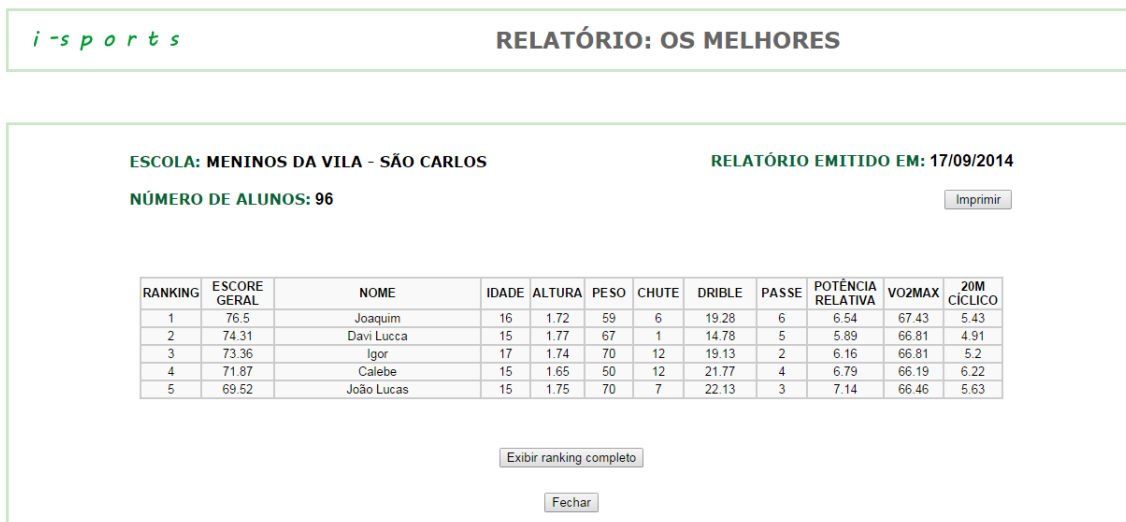 i-sports RELATÓRIO: OS MELHORES
ESCOLA: MENINOS DA VILA - SÃO CARLOS RELATÓRIO EMITIDO EM: 17/09/2014
NÚMERO DE ALUNOS: 96 Imprimir
RANKING ESCORE GERAL NOME IDADE ALTURA PESO CHUTE DRIBLE PASSE POTÊNCIA RELATIVA VO2MAX 20M CÍCLICO
1 76.5 Joaquim 16 1.72 59 6 19.28 6 6.54 67.43 5.43
2 74.31 Davi Lucca 15 1.77 67 1 14.78 5 5.89 66.81 4.91
3 73.36 Igor 17 1.74 70 12 19.13 2 6.16 66.81 5.2
4 71.87 Calebe 15 1.65 50 12 21.77 4 6.79 66.19 6.22
5 69.52 João Lucas 15 1.75 70 7 22.13 3 7.14 66.46 5.63
Exibir ranking completo
Fechar